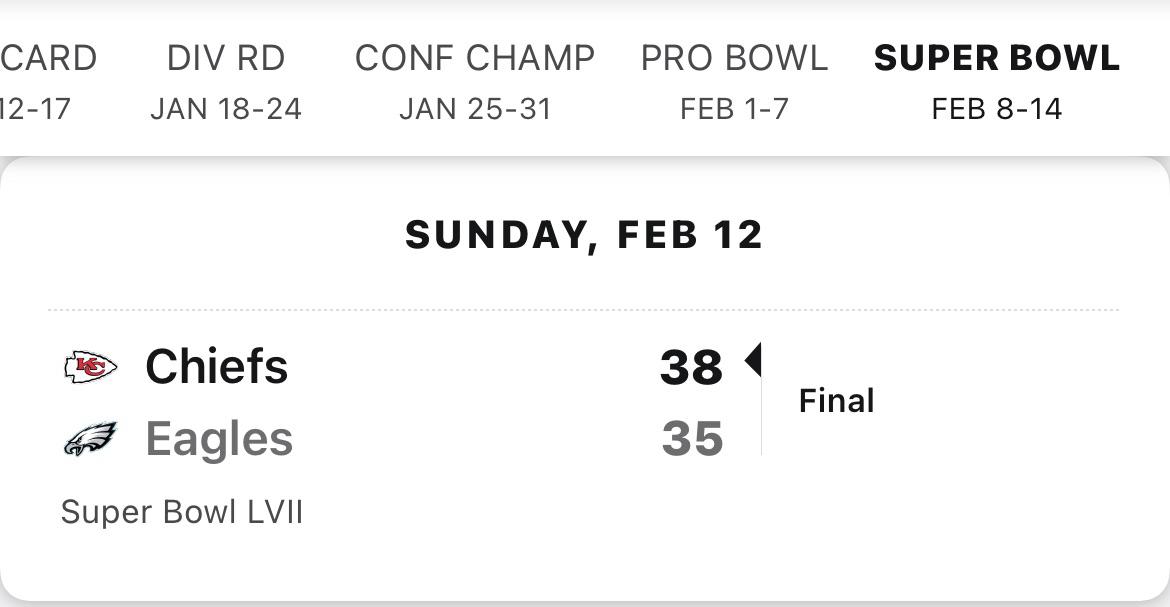 CARD DIV RD CONF CHAMP PRO BOWL SUPER BOWL
12-17 JAN 18-24 JAN 25-31 FEB 1-7 FEB 8-14
SUNDAY, FEB 12
KC Chiefs 38
Final
Eagles 35
Super Bowl LVII